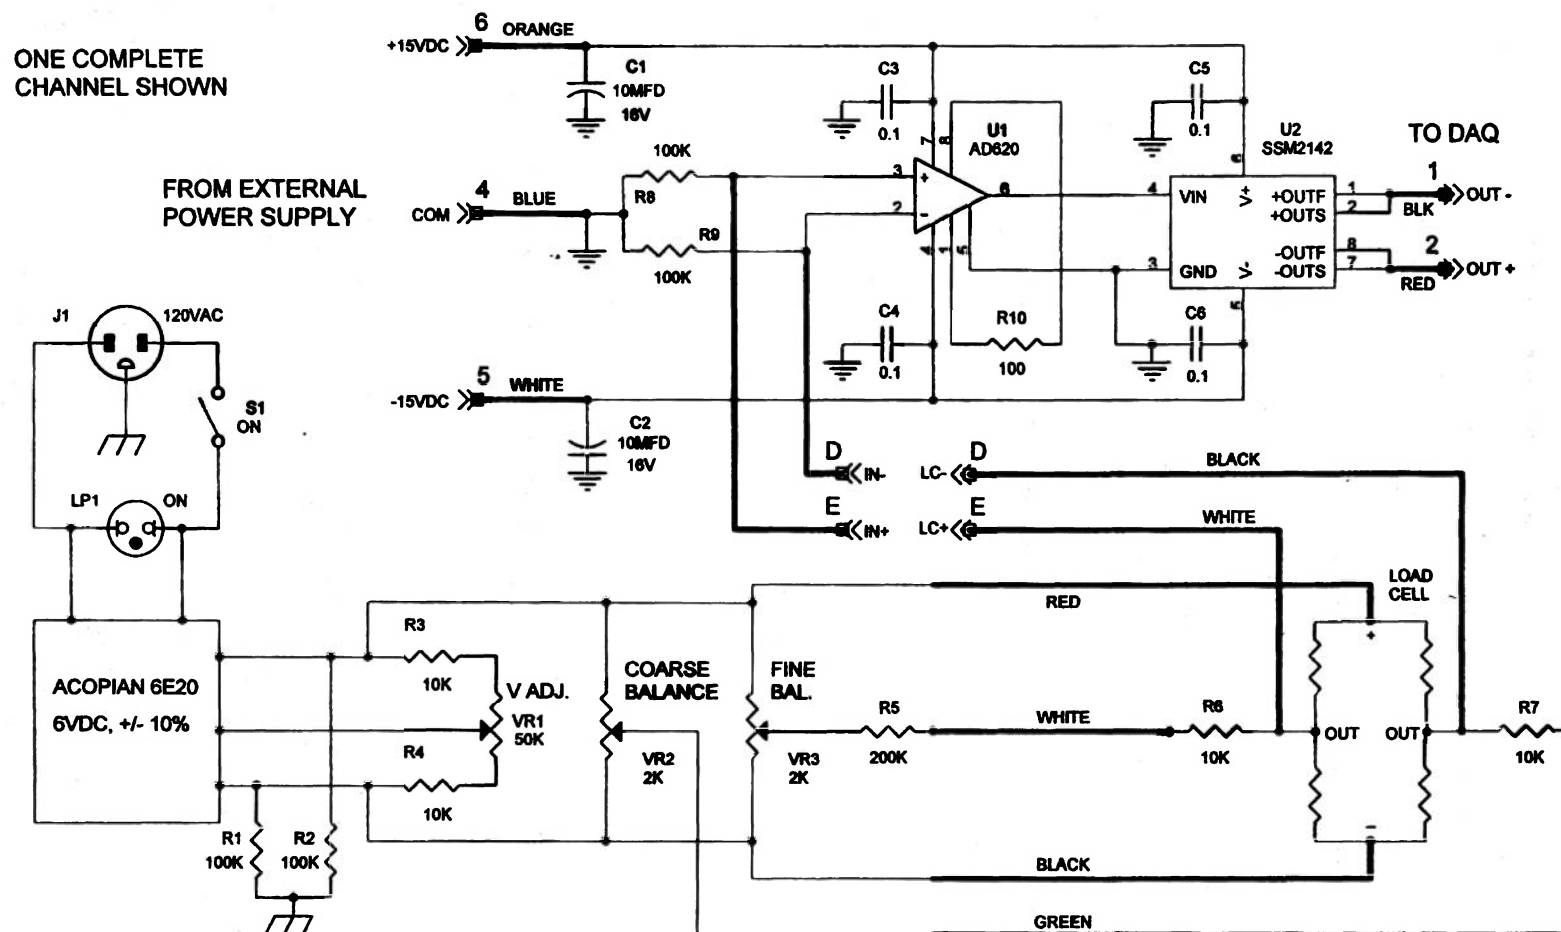 ONE COMPLETE
CHANNEL SHOWN
+15VDC
6
ORANGE
C1
10MFD
16V
C3
0.1
C5
0.1
FROM EXTERNAL
POWER SUPPLY
COM
4
BLUE
100K
R8
R9
100K
7
8
U1
AD620
3
+
2
-
6
4
1
5
U2
SSM2142
6
4
VIN
V+
+OUTF
+OUTS
1
2
-OUTF
-OUTS
8
7
3
GND
V-
5
TO DAQ
1
OUT -
BLK
2
OUT +
RED
C4
0.1
R10
100
C6
0.1
-15VDC
5
WHITE
C2
10MFD
16V
J1
120VAC
S1
ON
LP1
ON
D
IN-
LC-
D
BLACK
E
IN+
LC+
E
WHITE
RED
LOAD
CELL
+
ACOPIAN 6E20
6VDC, +/- 10%
R3
10K
V ADJ.
VR1
50K
R4
10K
R1
100K
R2
100K
COARSE
BALANCE
VR2
2K
FINE
BAL.
VR3
2K
R5
200K
WHITE
R6
10K
OUT
OUT
R7
10K
-
BLACK
GREEN